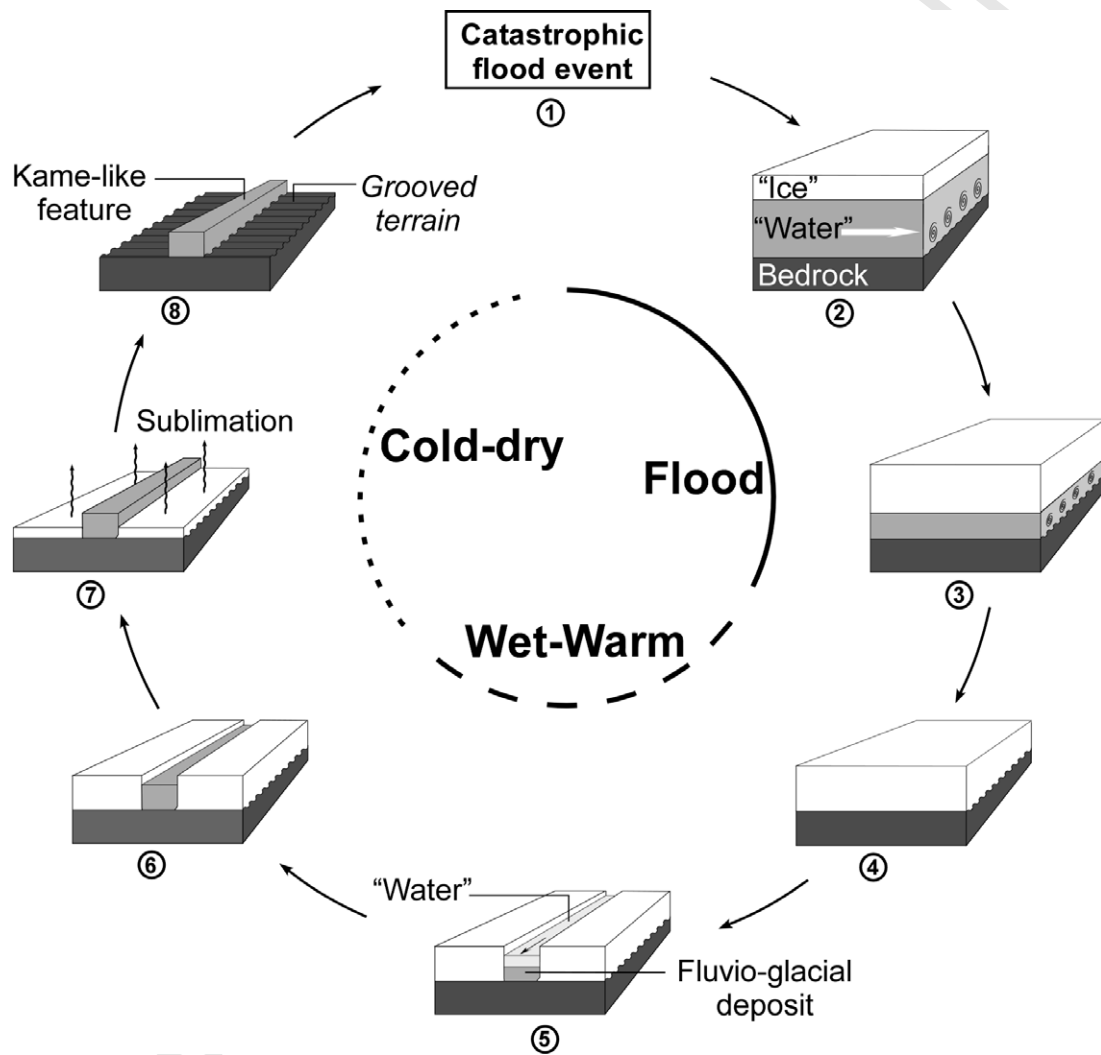 Catastrophic
flood event
①
"Ice"
"Water"
Bedrock
②
③
④
"Water"
Fluvio-glacial
deposit
⑤
⑥
Sublimation
⑦
Kame-like
feature
Grooved
terrain
⑧
Cold-dry
Flood
Wet-Warm